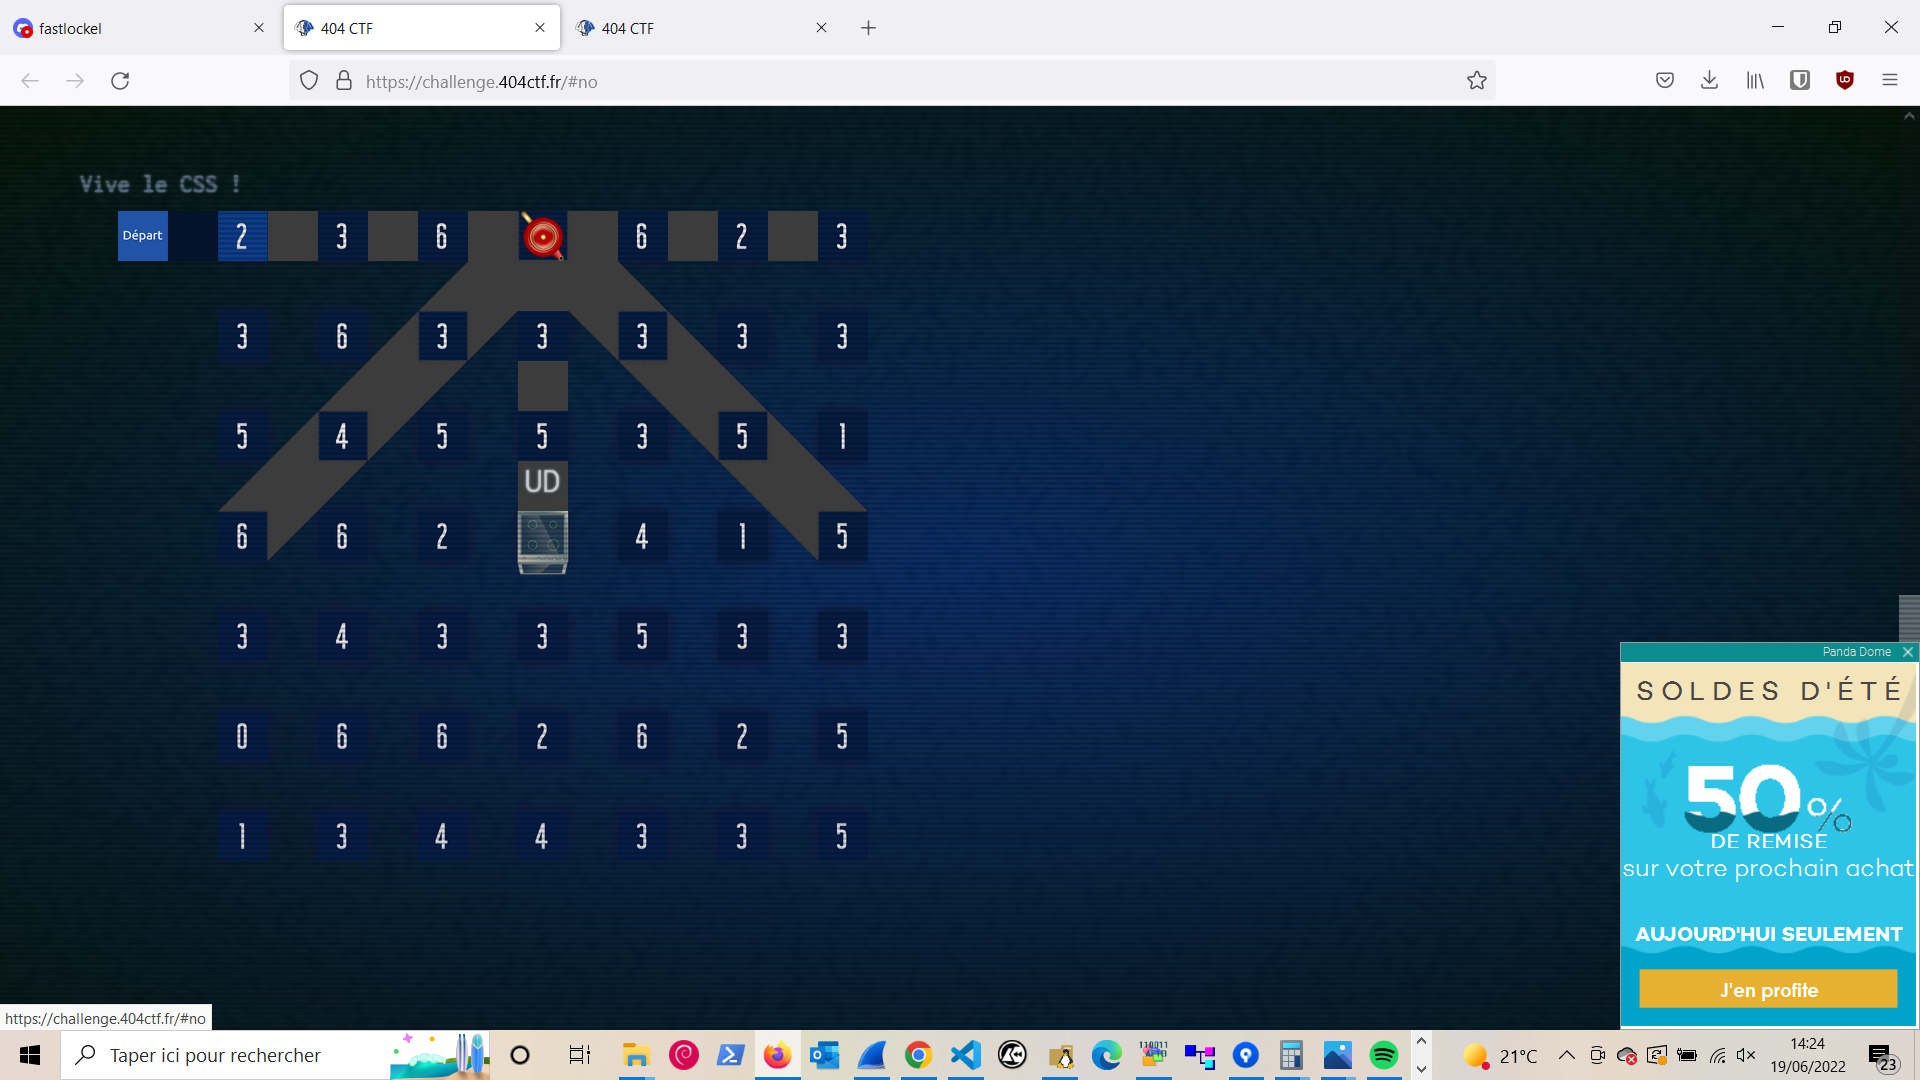 fastlockel
404 CTF
404 CTF
https://challenge.404ctf.fr/#no
Vive le CSS !
Départ 2 3 6 6 2 3
3 6 3 3 3 3 3
5 4 5 5 3 5 1
UD
6 6 2 4 1 5
3 4 3 3 5 3 3
0 6 6 2 6 2 5
1 3 4 4 3 3 5
Panda Dome
SOLDES D'ÉTÉ
50%
DE REMISE
sur votre prochain achat
AUJOURD'HUI SEULEMENT
J'en profite
https://challenge.404ctf.fr/#no
Taper ici pour rechercher
21°C
14:24
19/06/2022
23